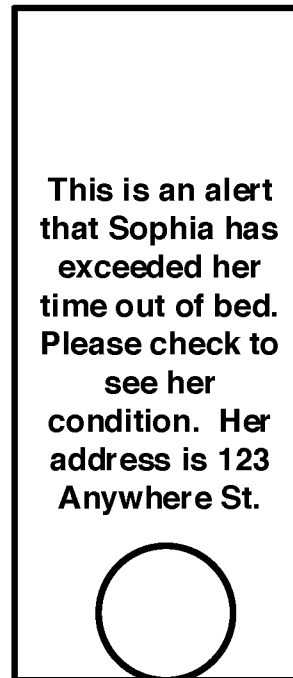 This is an alert
that Sophia has
exceeded her
time out of bed.
Please check to
see her
condition.  Her
address is 123
Anywhere St.